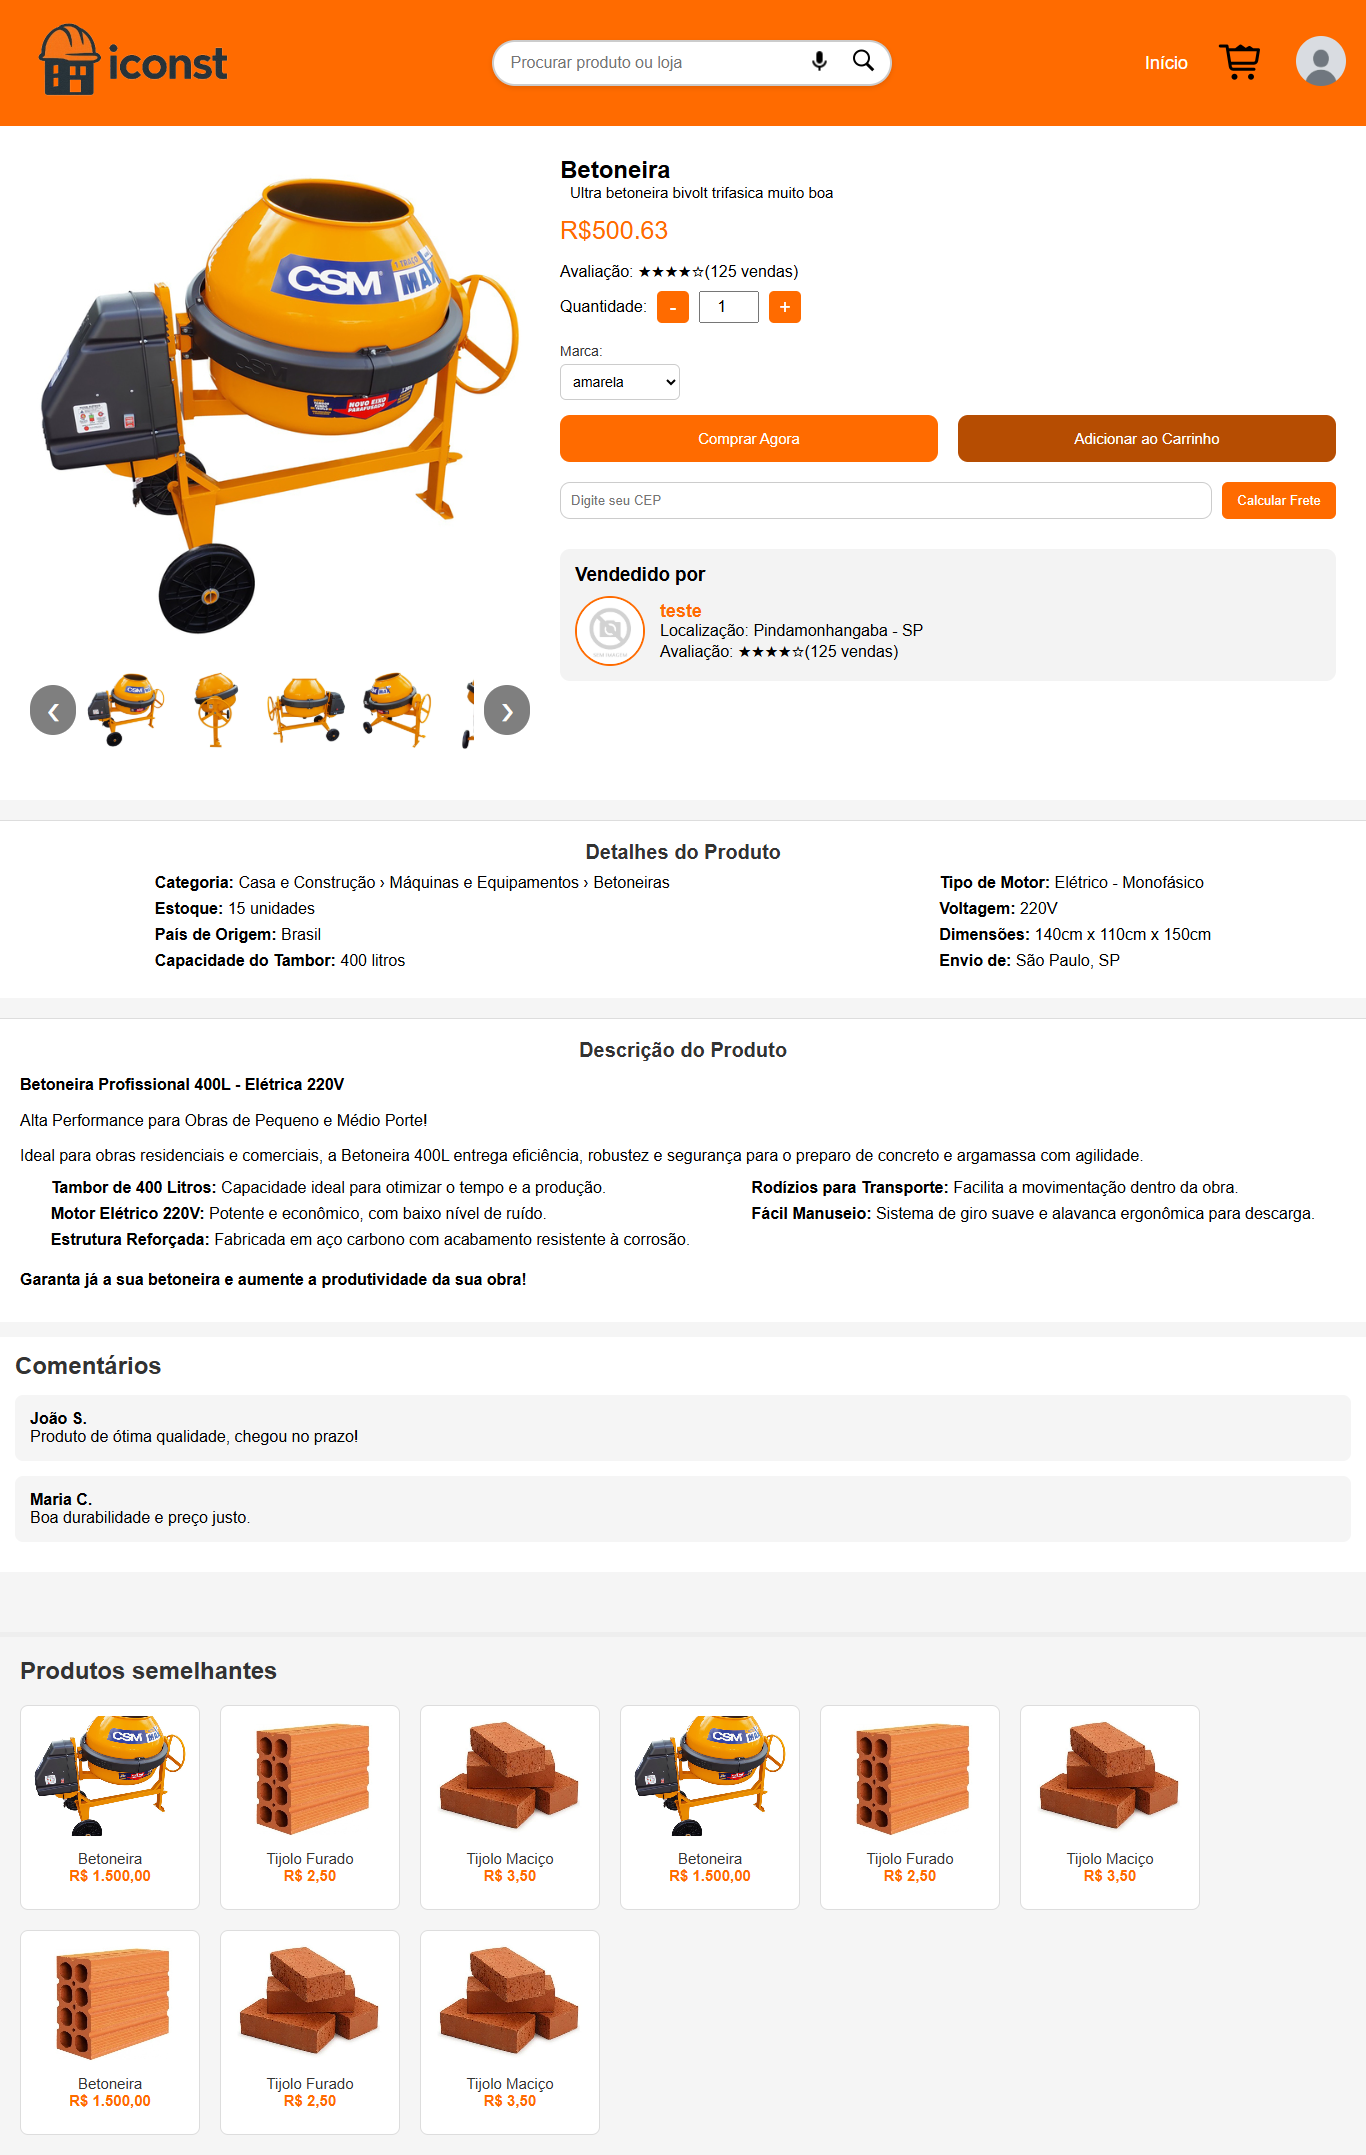 iconst
Procurar produto ou loja
Início
CSM
1 TRAÇO
MAX
CSM
NOVO EIXO
PARAFUSADO
Betoneira
Ultra betoneira bivolt trifasica muito boa
R$500.63
Avaliação: ★★★★☆(125 vendas)
Quantidade: - 1 +
Marca:
amarela
Comprar Agora
Adicionar ao Carrinho
Digite seu CEP
Calcular Frete
Vendedido por
teste
Localização: Pindamonhangaba - SP
Avaliação: ★★★★☆(125 vendas)
❮
❯
Detalhes do Produto
Categoria: Casa e Construção › Máquinas e Equipamentos › Betoneiras
Estoque: 15 unidades
País de Origem: Brasil
Capacidade do Tambor: 400 litros
Tipo de Motor: Elétrico - Monofásico
Voltagem: 220V
Dimensões: 140cm x 110cm x 150cm
Envio de: São Paulo, SP
Descrição do Produto
Betoneira Profissional 400L - Elétrica 220V
Alta Performance para Obras de Pequeno e Médio Porte!
Ideal para obras residenciais e comerciais, a Betoneira 400L entrega eficiência, robustez e segurança para o preparo de concreto e argamassa com agilidade.
Tambor de 400 Litros: Capacidade ideal para otimizar o tempo e a produção.
Motor Elétrico 220V: Potente e econômico, com baixo nível de ruído.
Estrutura Reforçada: Fabricada em aço carbono com acabamento resistente à corrosão.
Rodízios para Transporte: Facilita a movimentação dentro da obra.
Fácil Manuseio: Sistema de giro suave e alavanca ergonômica para descarga.
Garanta já a sua betoneira e aumente a produtividade da sua obra!
Comentários
João S.
Produto de ótima qualidade, chegou no prazo!
Maria C.
Boa durabilidade e preço justo.
Produtos semelhantes
Betoneira
R$ 1.500,00
Tijolo Furado
R$ 2,50
Tijolo Maciço
R$ 3,50
Betoneira
R$ 1.500,00
Tijolo Furado
R$ 2,50
Tijolo Maciço
R$ 3,50
Betoneira
R$ 1.500,00
Tijolo Furado
R$ 2,50
Tijolo Maciço
R$ 3,50